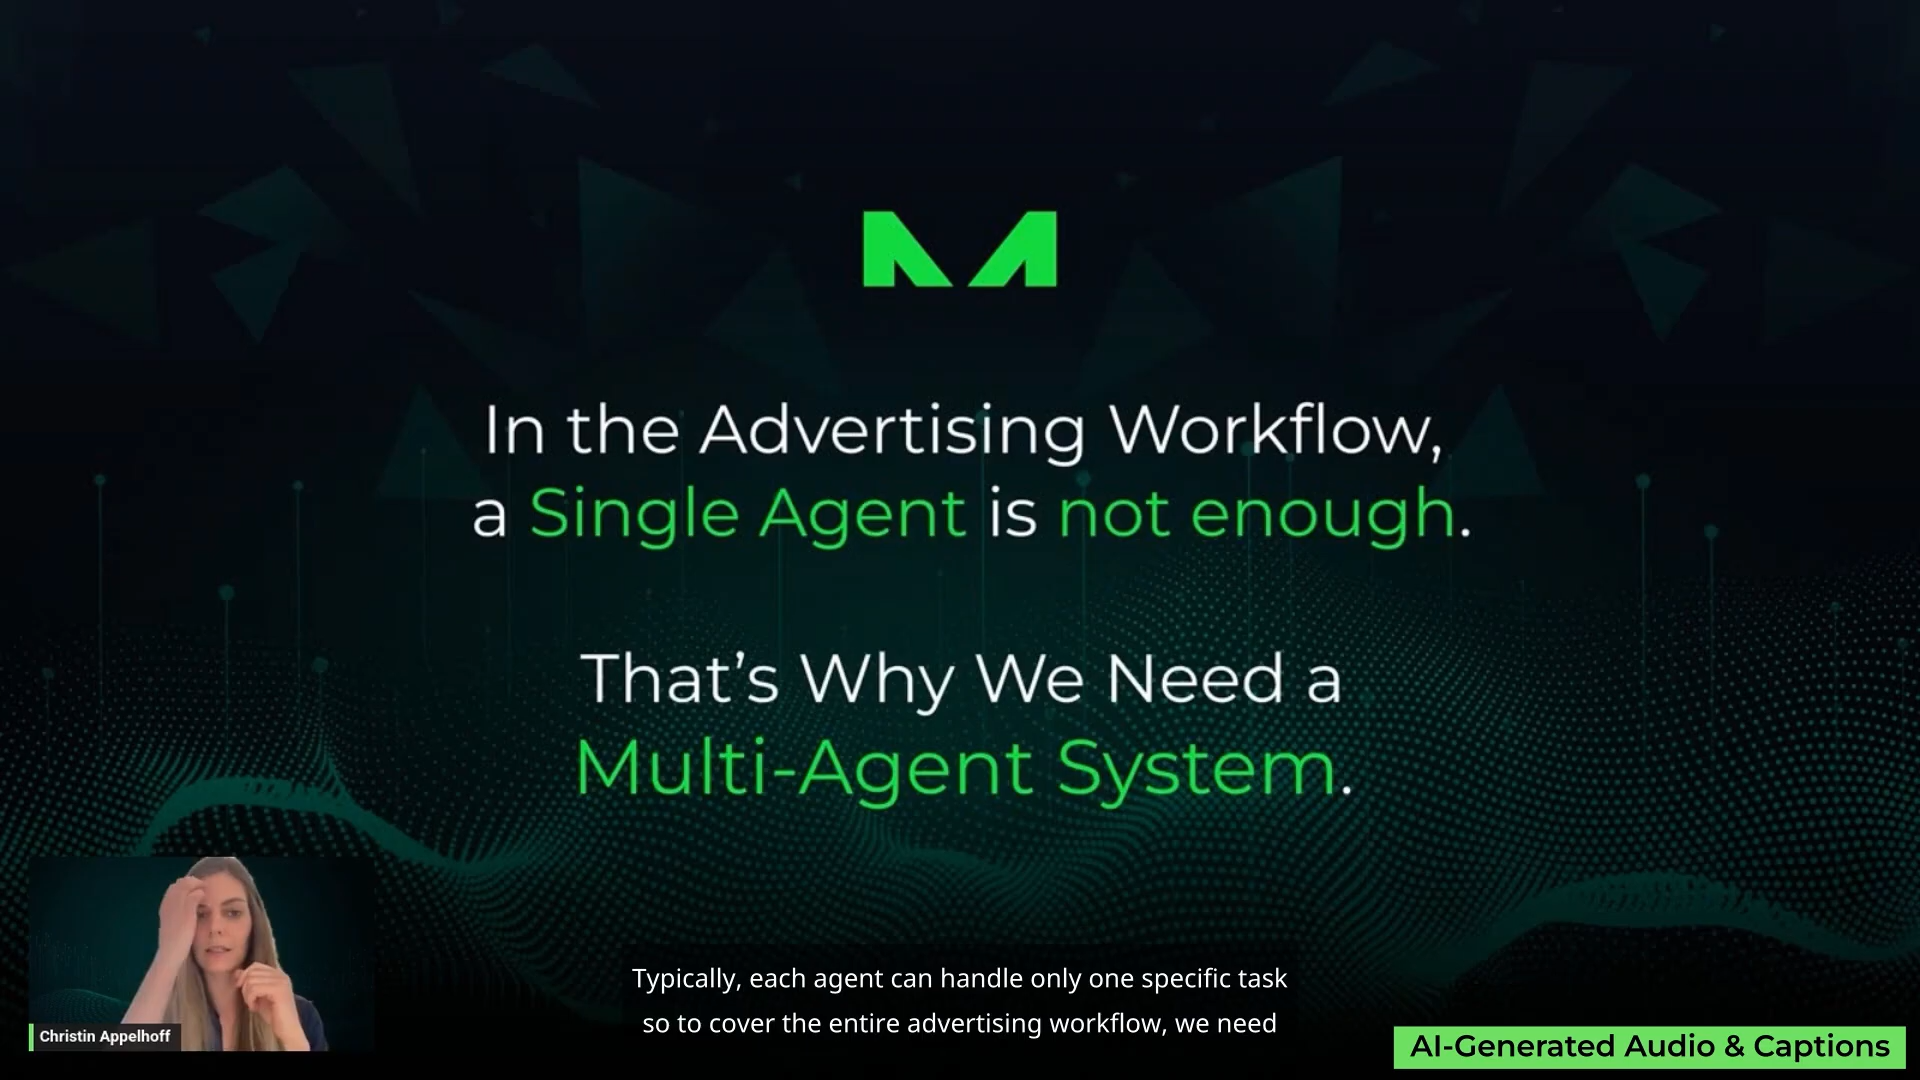 In the Advertising Workflow,
a Single Agent is not enough.
That’s Why We Need a
Multi-Agent System.
Typically, each agent can handle only one specific task
so to cover the entire advertising workflow, we need
Christin Appelhoff
AI-Generated Audio & Captions